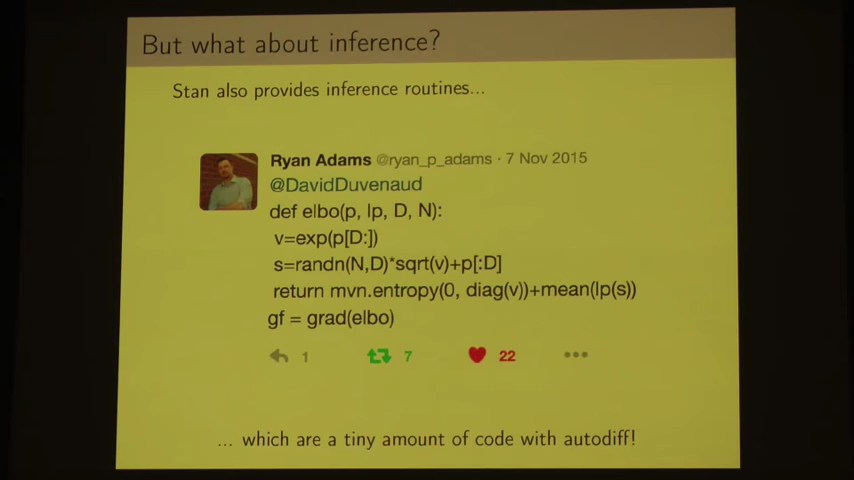 But what about inference?
Stan also provides inference routines...
Ryan Adams @ryan_p_adams · 7 Nov 2015
@DavidDuvenaud
def elbo(p, lp, D, N):
v=exp(p[D:])
s=randn(N,D)*sqrt(v)+p[:D]
return mvn.entropy(0, diag(v))+mean(lp(s))
gf = grad(elbo)
1 7 22 •••
... which are a tiny amount of code with autodiff!